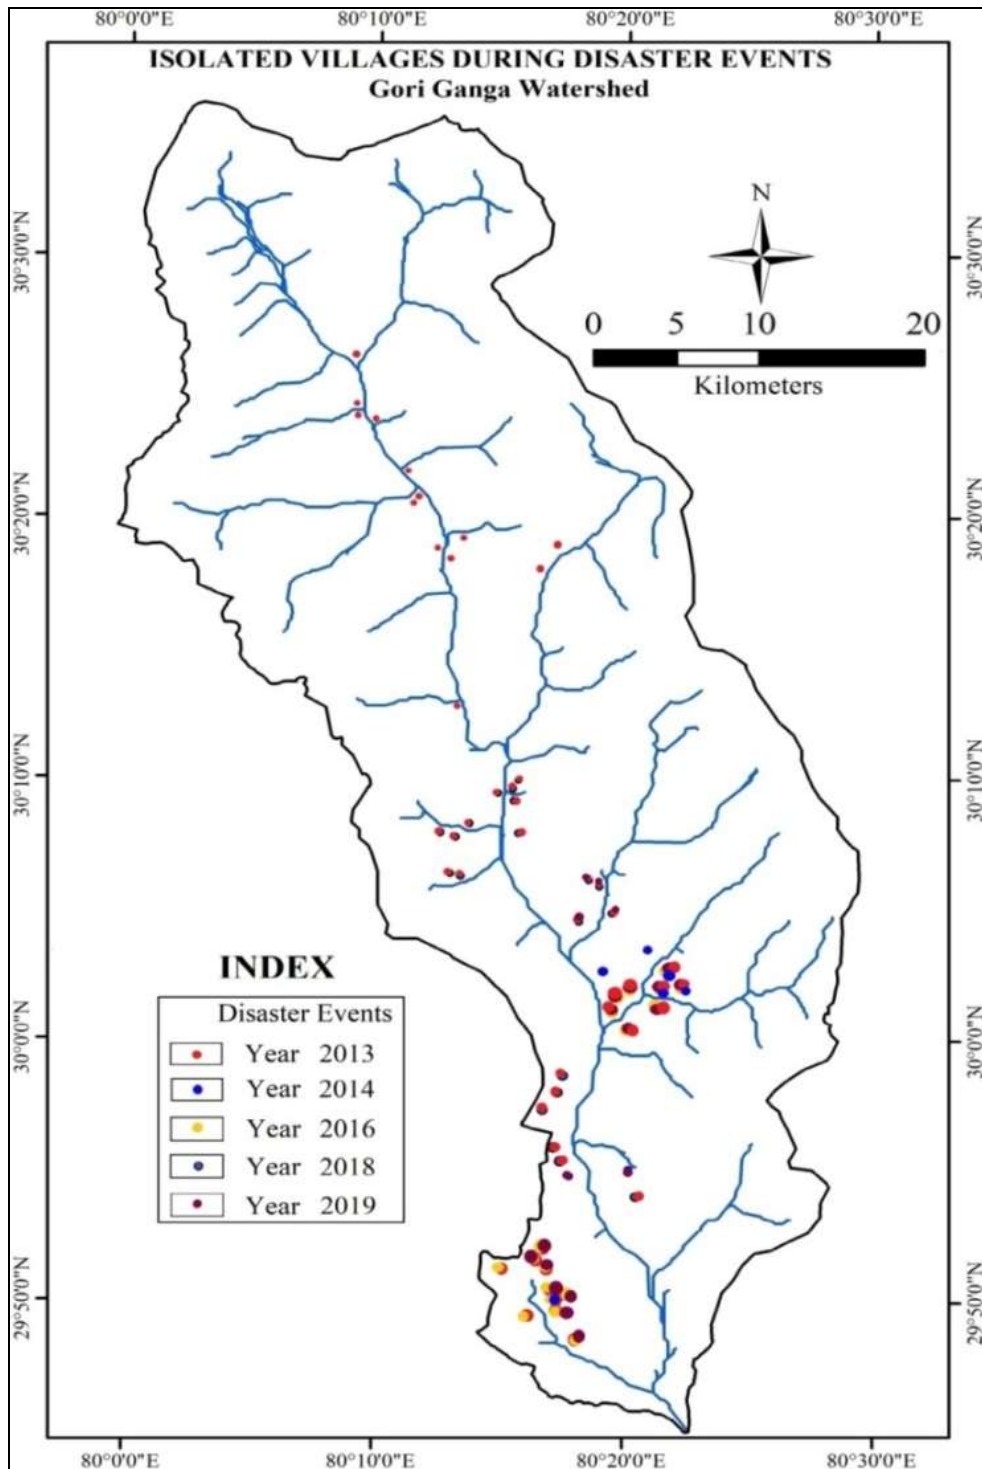 80°0'0"E 80°10'0"E 80°20'0"E 80°30'0"E
ISOLATED VILLAGES DURING DISASTER EVENTS
Gori Ganga Watershed
N
30°30'0"N
30°30'0"N
0 5 10 20
Kilometers
30°20'0"N
30°20'0"N
30°10'0"N
30°10'0"N
INDEX
Disaster Events
Year 2013
Year 2014
Year 2016
Year 2018
Year 2019
30°0'0"N
30°0'0"N
29°50'0"N
29°50'0"N
80°0'0"E 80°10'0"E 80°20'0"E 80°30'0"E